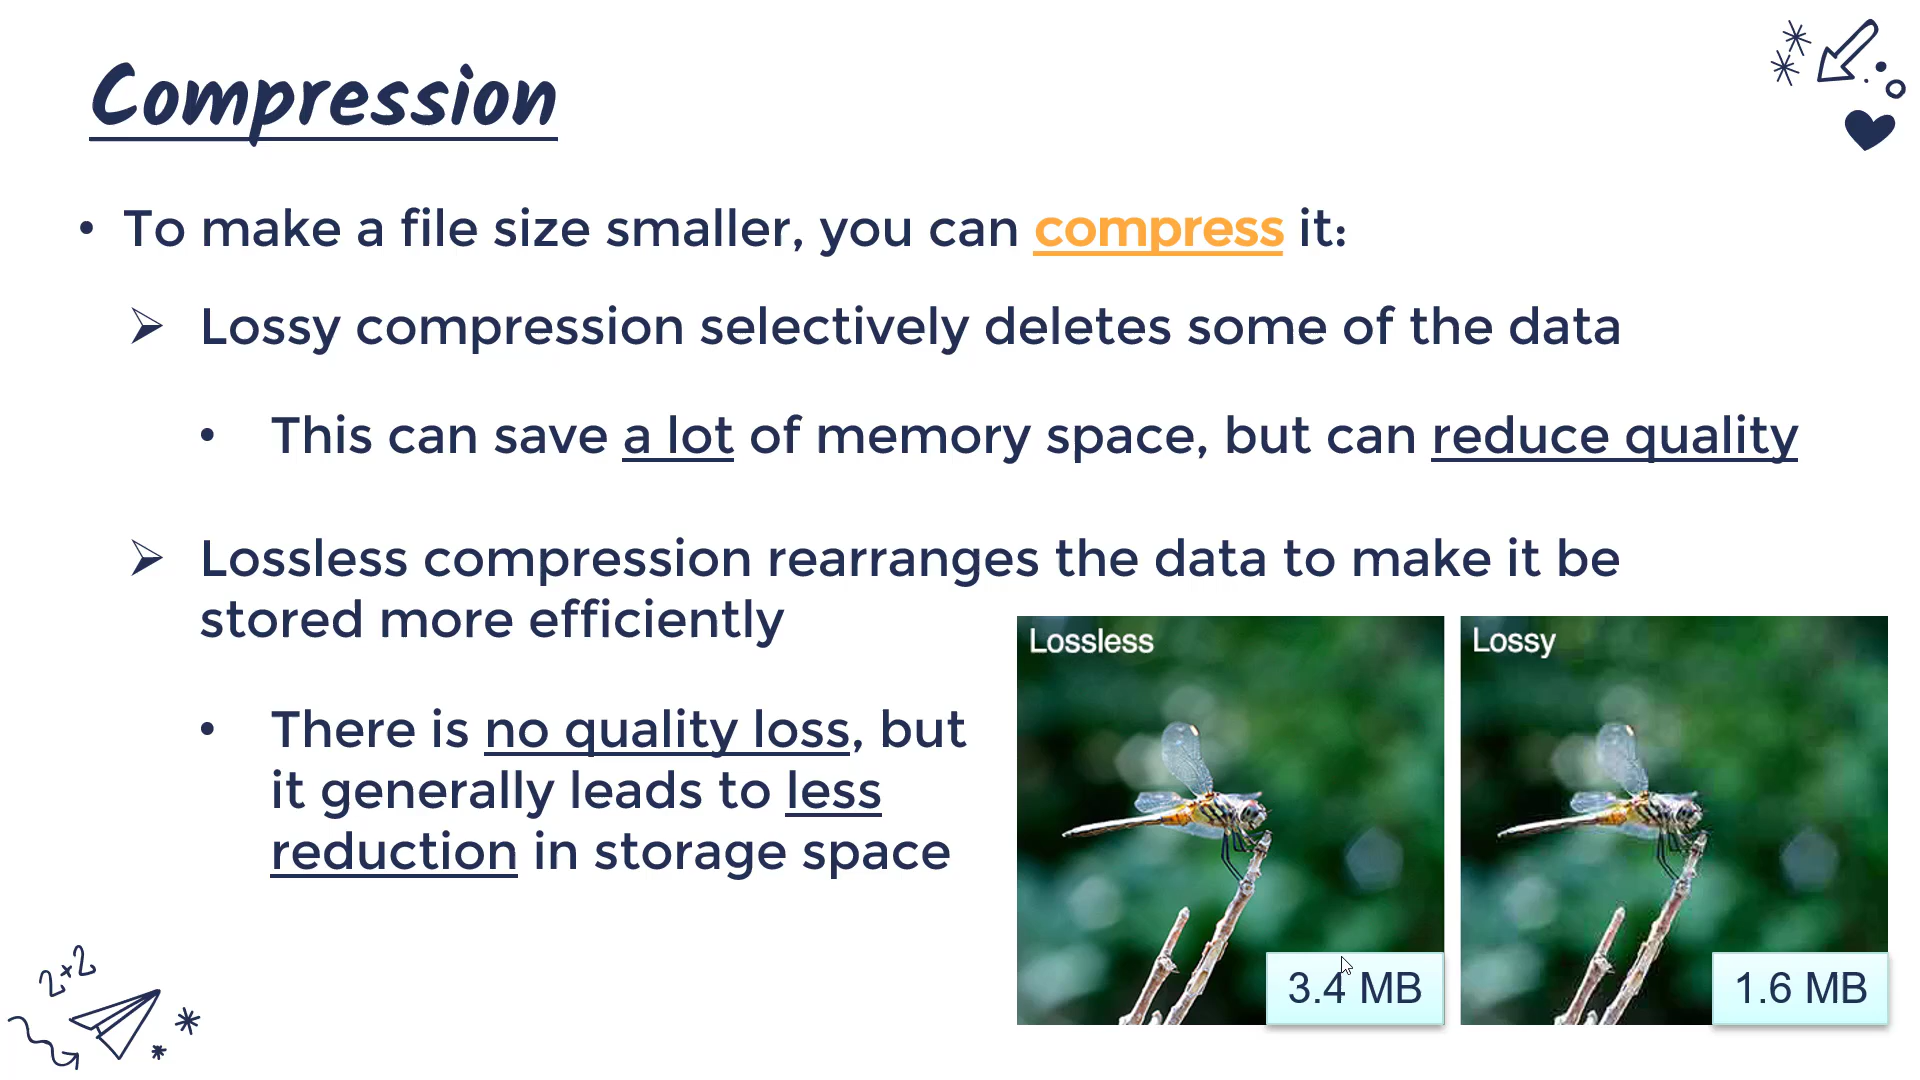 Compression
• To make a file size smaller, you can compress it:
➢ Lossy compression selectively deletes some of the data
• This can save a lot of memory space, but can reduce quality
➢ Lossless compression rearranges the data to make it be
stored more efficiently
• There is no quality loss, but
it generally leads to less
reduction in storage space
Lossless
3.4 MB
Lossy
1.6 MB
2×2